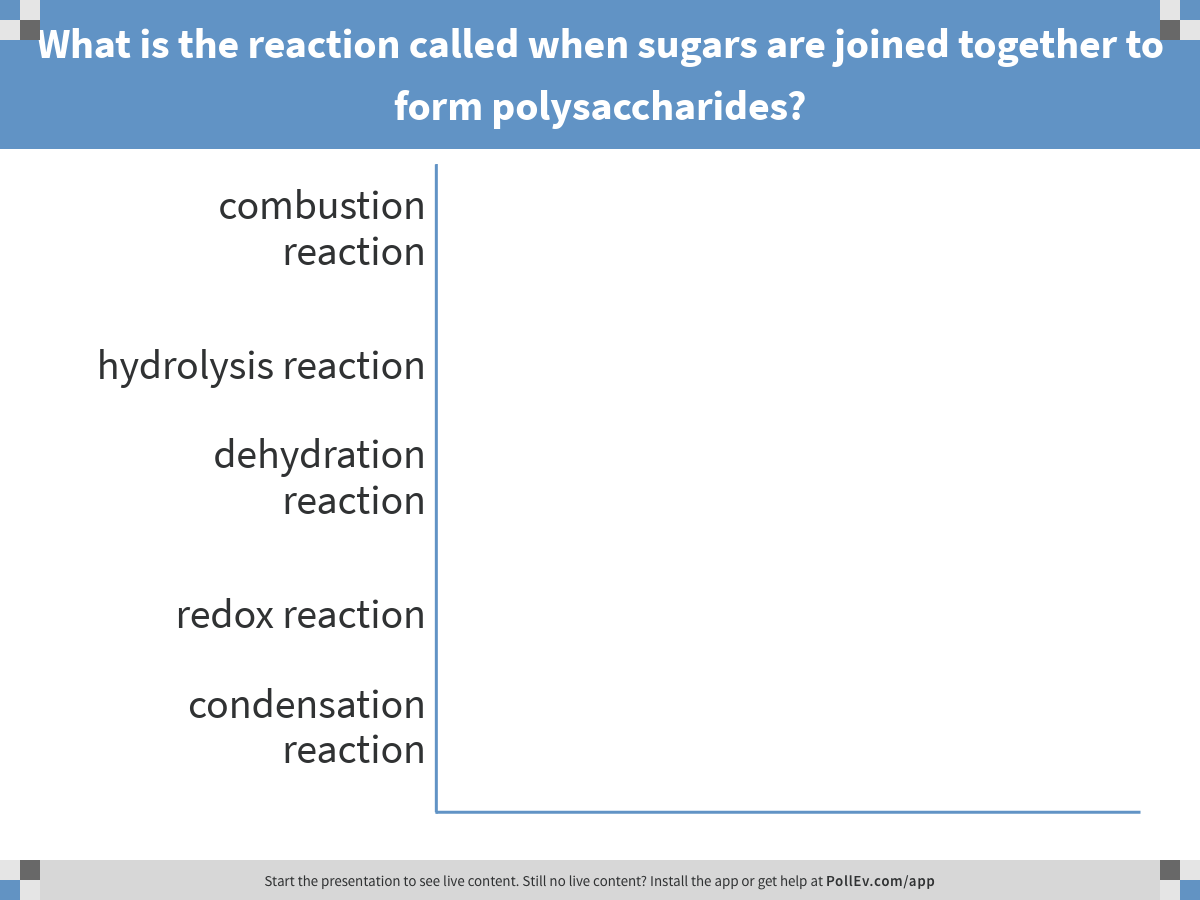 What is the reaction called when sugars are joined together to
form polysaccharides?
combustion
reaction
hydrolysis reaction
dehydration
reaction
redox reaction
condensation
reaction
Start the presentation to see live content. Still no live content? Install the app or get help at PollEv.com/app